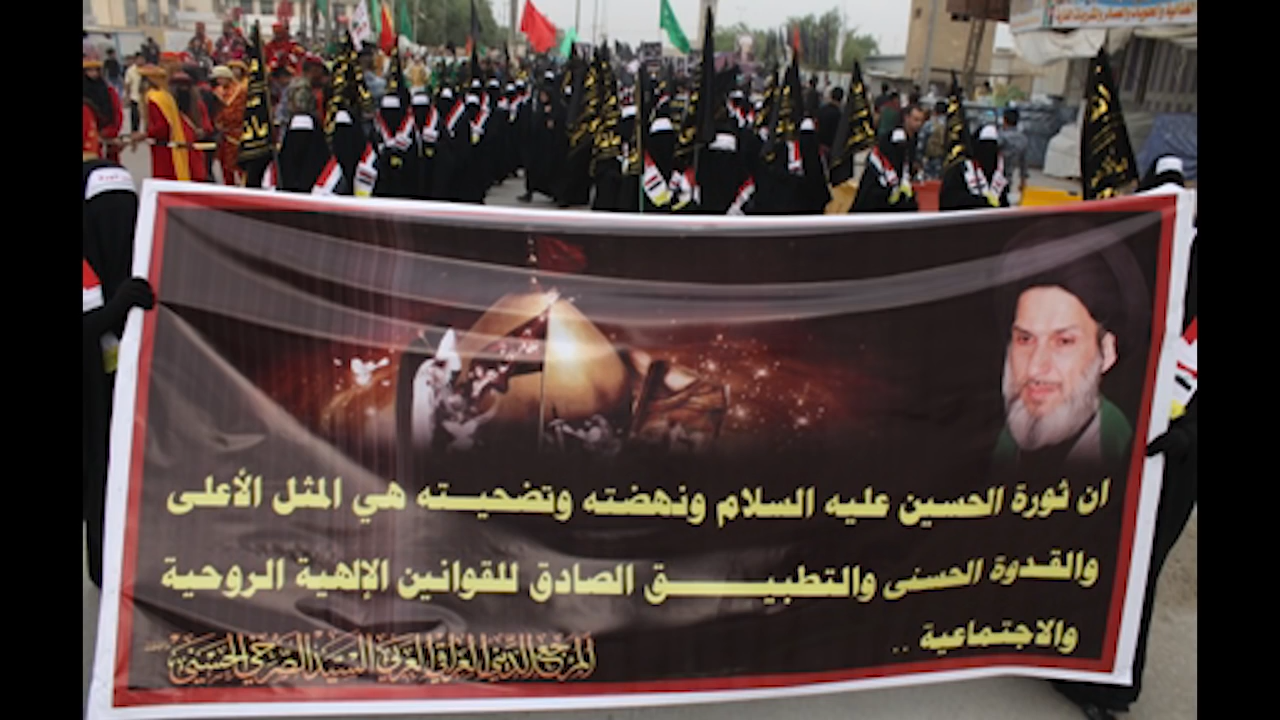 ان ثورة الحسين عليه السلام ونهضته وتضحيته هي المثل الأعلى
والقدوة الحسنى والتطبيق الصادق للقوانين الإلهية الروحية
والاجتماعية ..
المرجع الديني العراقي العربي السيد الصرخي الحسني